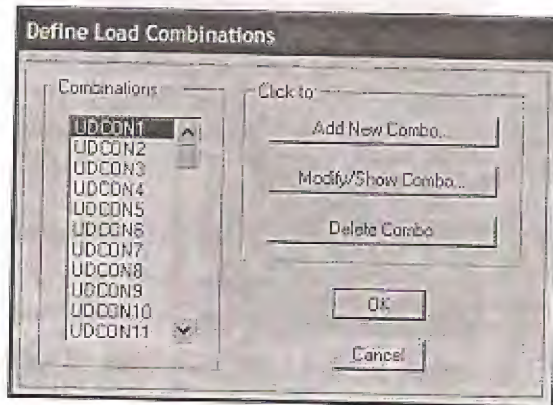 Define Load Combinations
Combinations
UDCON1
UDCON2
UDCON3
UDCON4
UDCON5
UDCON6
UDCON7
UDCON8
UDCON9
UDCON10
UDCON11
Click to:
Add New Combo...
Modify/Show Combo...
Delete Combo
OK
Cancel